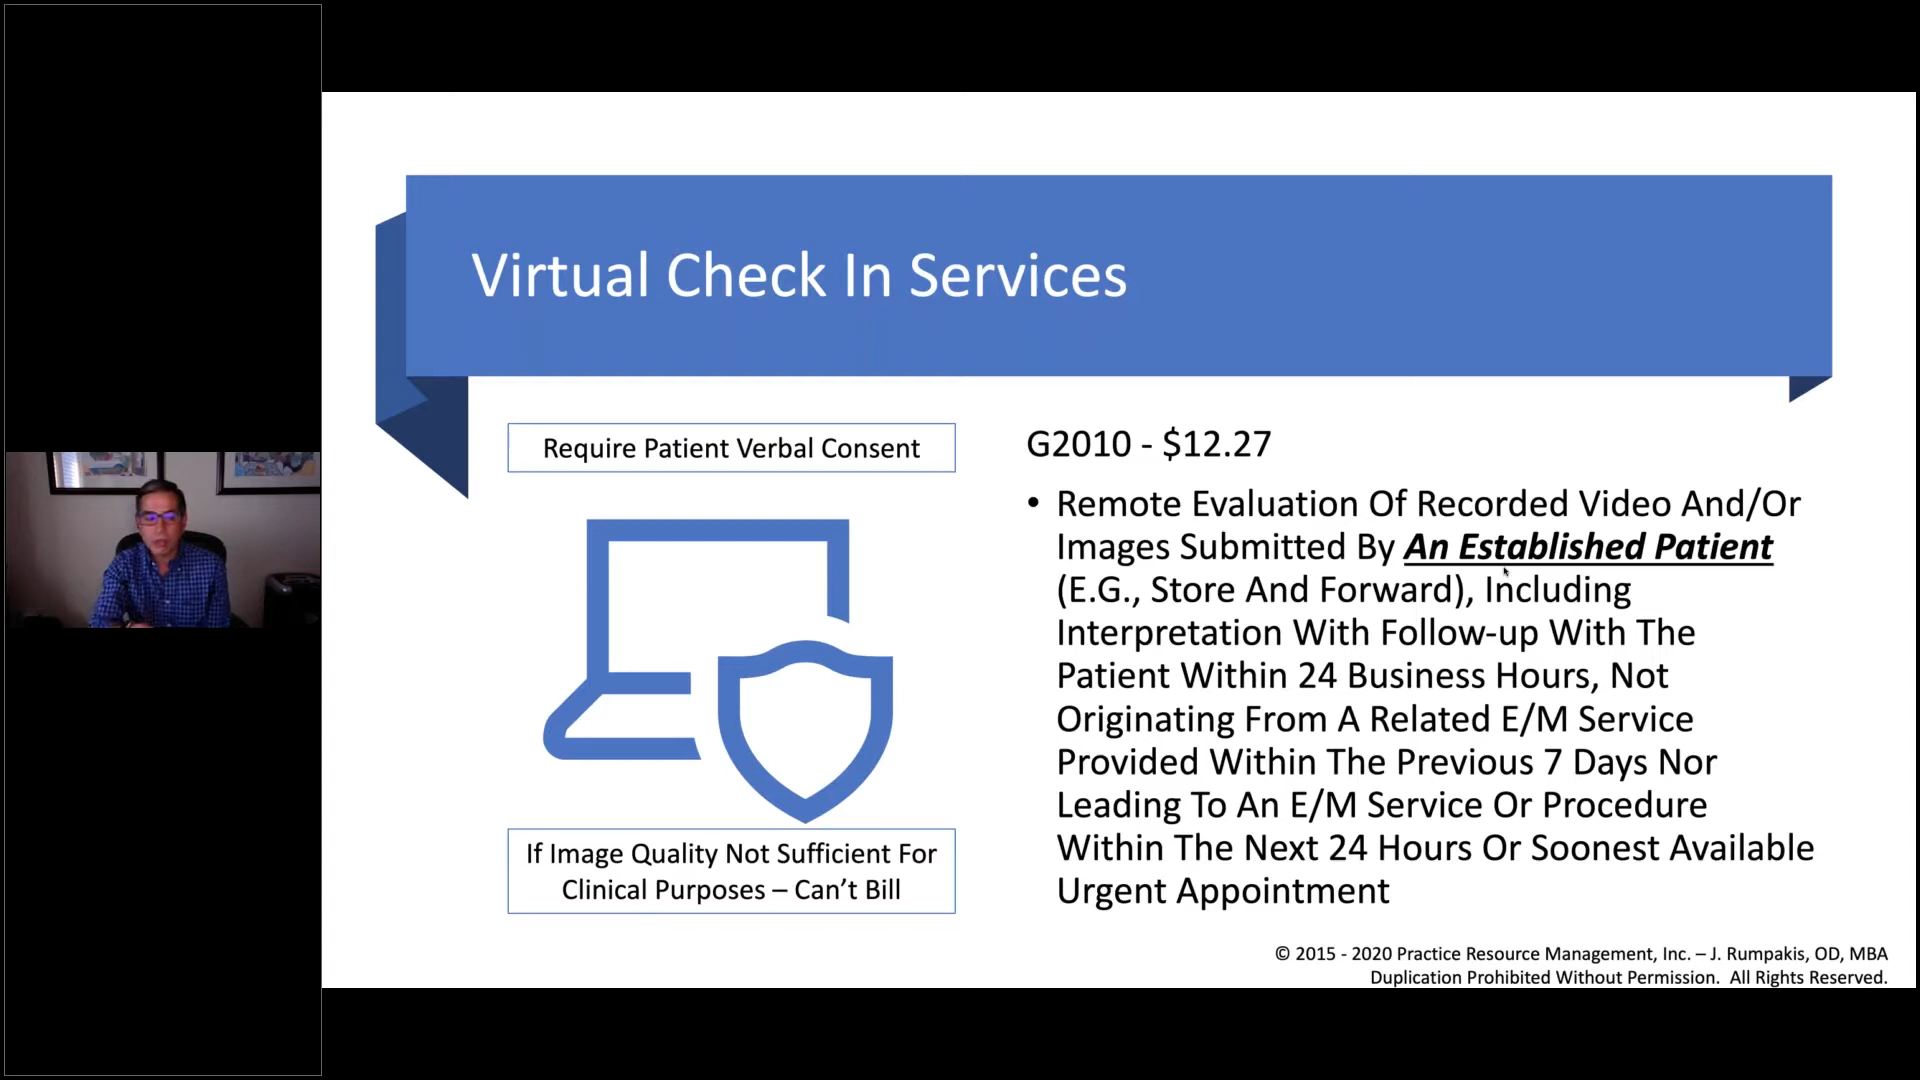 Virtual Check In Services
Require Patient Verbal Consent
If Image Quality Not Sufficient For
Clinical Purposes – Can’t Bill
G2010 - $12.27
• Remote Evaluation Of Recorded Video And/Or
Images Submitted By An Established Patient
(E.G., Store And Forward), Including
Interpretation With Follow-up With The
Patient Within 24 Business Hours, Not
Originating From A Related E/M Service
Provided Within The Previous 7 Days Nor
Leading To An E/M Service Or Procedure
Within The Next 24 Hours Or Soonest Available
Urgent Appointment
© 2015 - 2020 Practice Resource Management, Inc. – J. Rumpakis, OD, MBA
Duplication Prohibited Without Permission. All Rights Reserved.